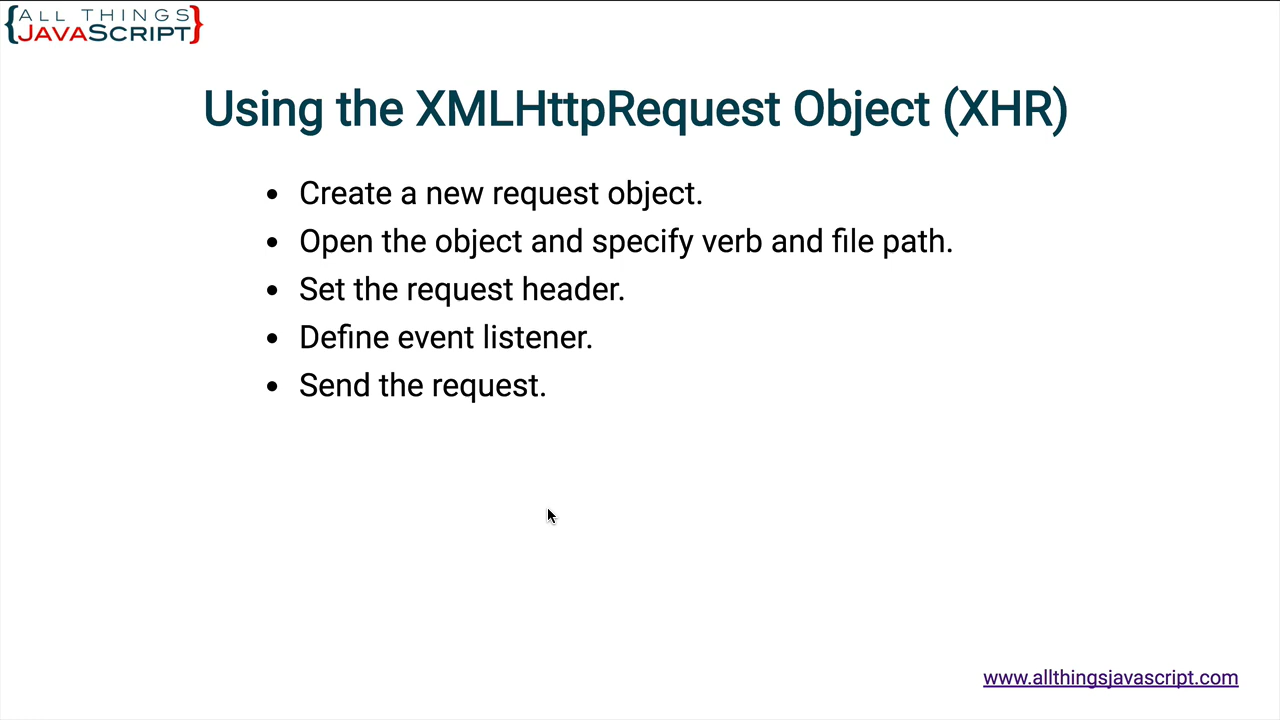 {ALL THINGS
JAVASCRIPT}
Using the XMLHttpRequest Object (XHR)
• Create a new request object.
• Open the object and specify verb and file path.
• Set the request header.
• Define event listener.
• Send the request.
www.allthingsjavascript.com